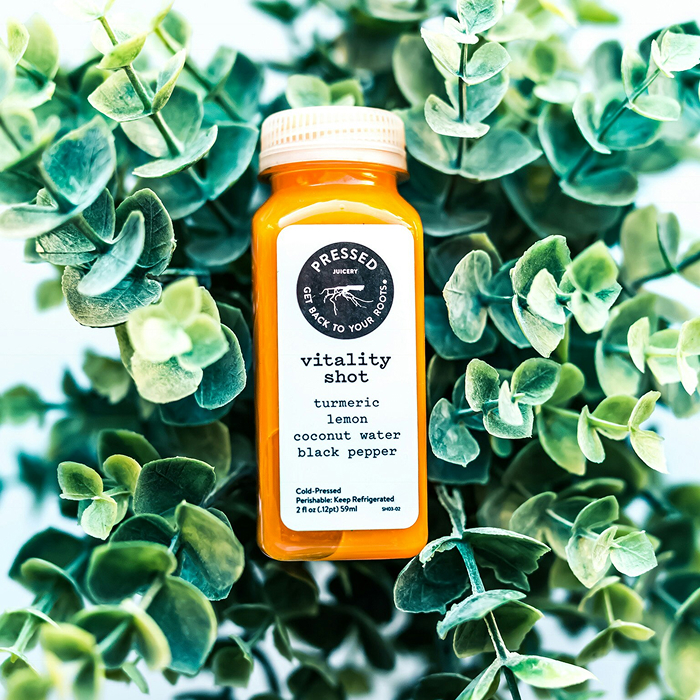 PRESSED
JUICERY
GET BACK TO YOUR ROOTS®
vitality
shot
turmeric
lemon
coconut water
black pepper
Cold-Pressed
Perishable: Keep Refrigerated
2 fl oz (.12pt) 59ml SH03-02